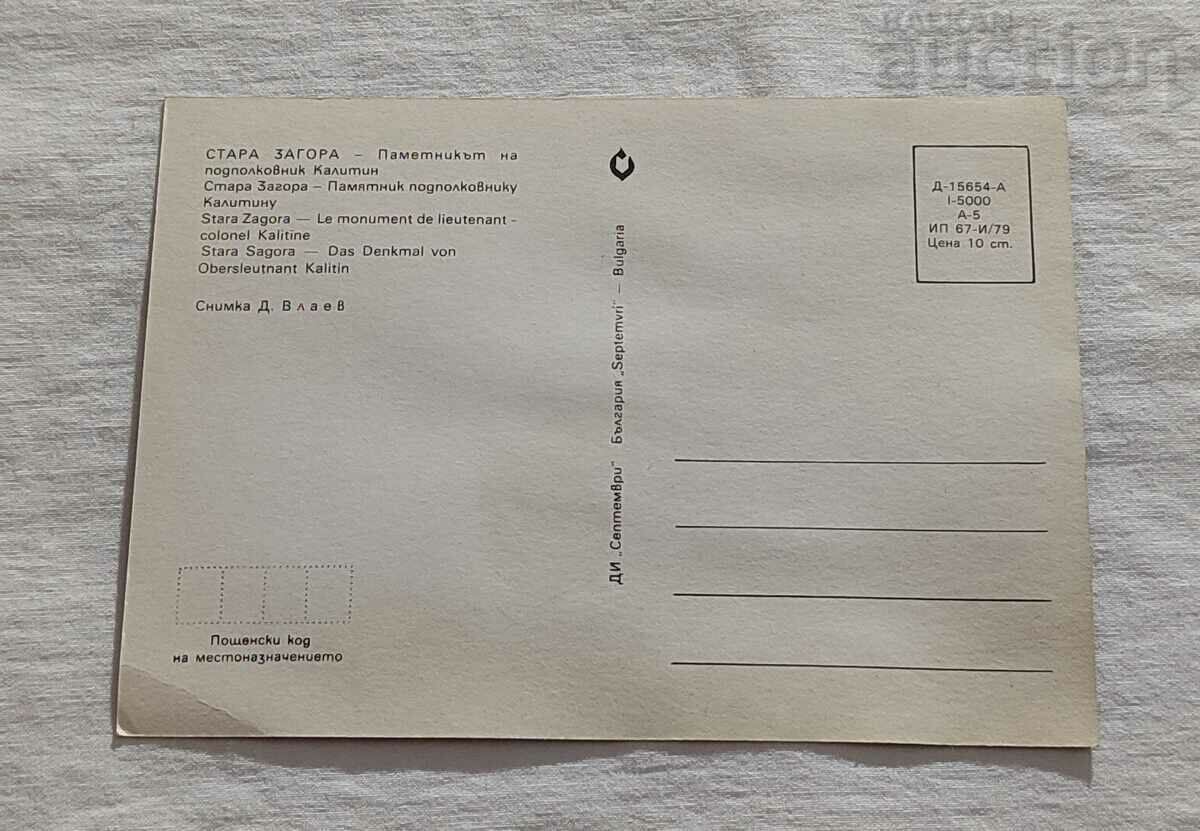 BALKAN
auction
СТАРА ЗАГОРА – Паметникът на
подполковник Калитин
Стара Загора – Памятник подполковнику
Калитину
Stara Zagora — Le monument de lieutenant -
colonel Kalitine
Stara Sagora — Das Denkmal von
Obersleutnant Kalitin
Снимка Д. Влаев
Пощенски код
на местоназначението
ДИ „Септември" България „Septemvri" — Bulgaria
Д-15654-А
I-5000
А-5
ИП 67-И/79
Цена 10 ст.